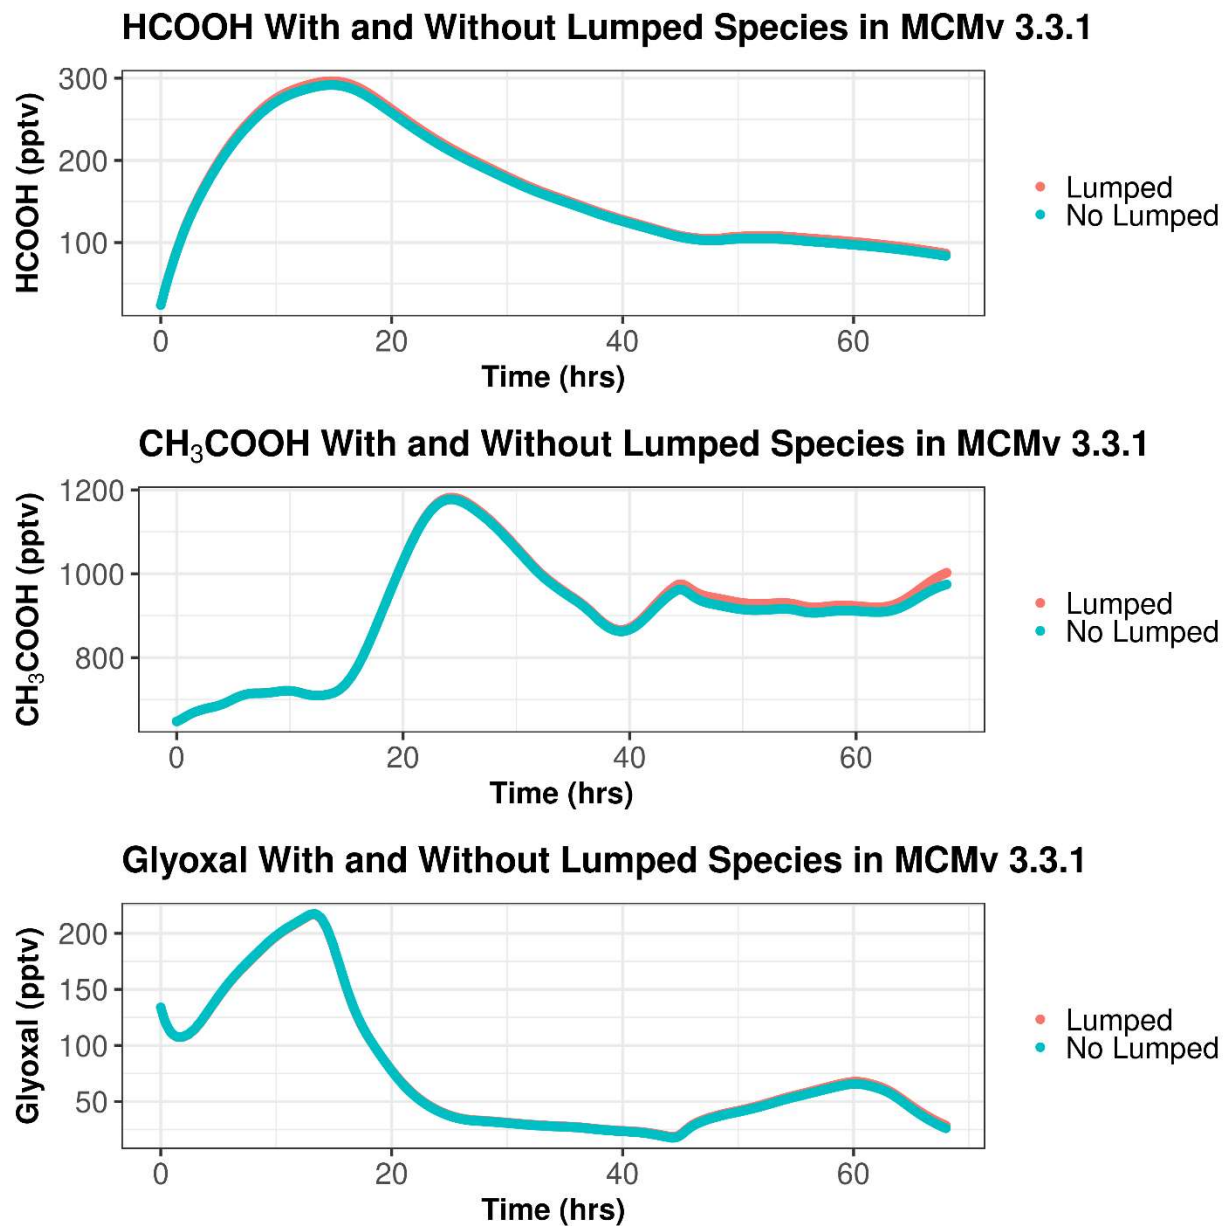 HCOOH With and Without Lumped Species in MCMv 3.3.1
HCOOH (pptv)
300
200
100
0 20 40 60
Time (hrs)
Lumped
No Lumped
CH₃COOH With and Without Lumped Species in MCMv 3.3.1
CH₃COOH (pptv)
1200
1000
800
0 20 40 60
Time (hrs)
Lumped
No Lumped
Glyoxal With and Without Lumped Species in MCMv 3.3.1
Glyoxal (pptv)
200
150
100
50
0 20 40 60
Time (hrs)
Lumped
No Lumped